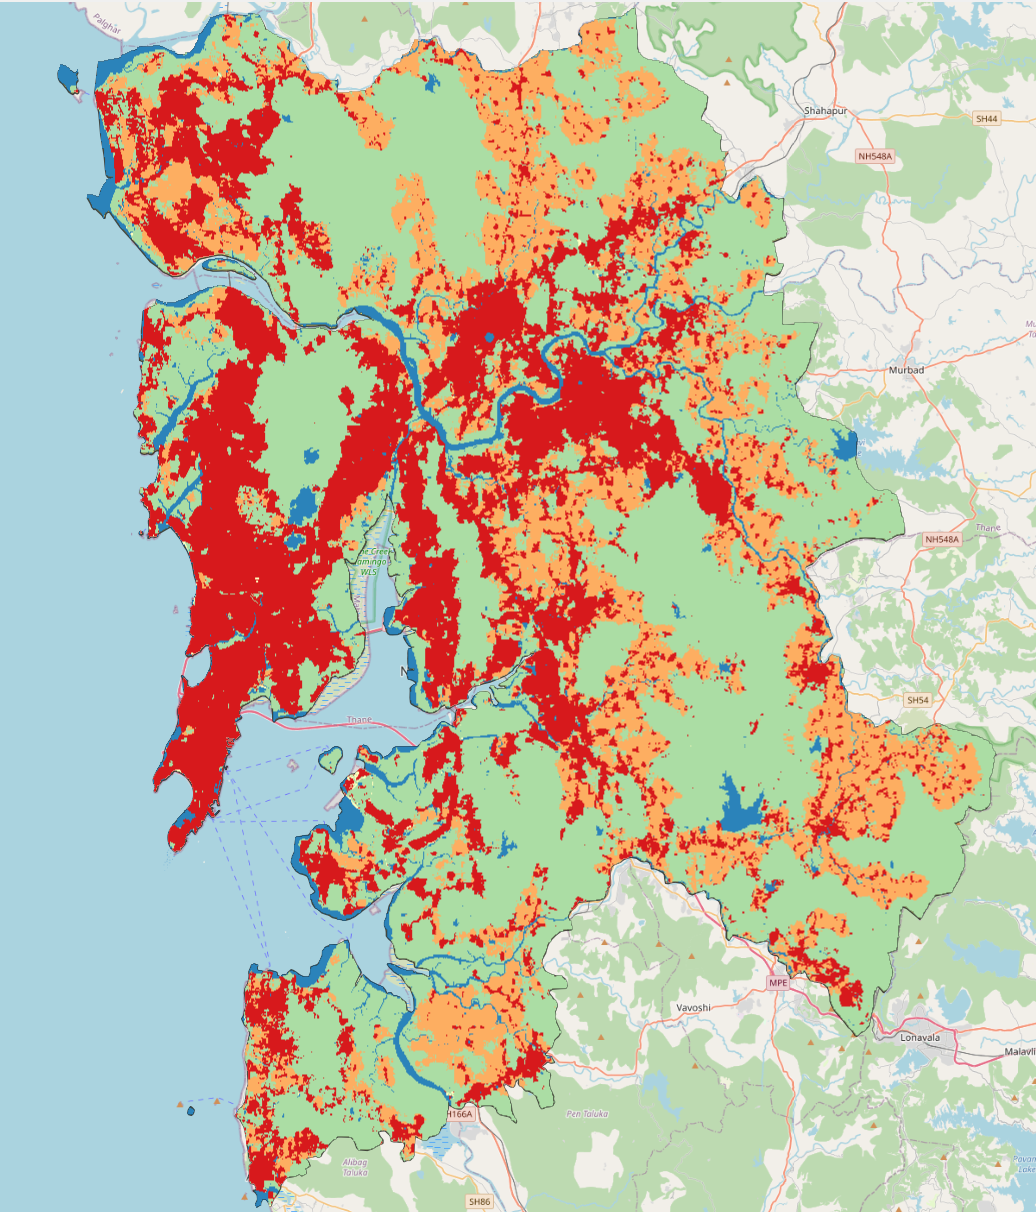 Palghar
Shahapur
SH44
NH548A
Murbad
Thane
NH548A
WLS
SH54
N
Thane
MPE
Vavoshi
Lonavala
Malavli
H166A
Pen Taluka
Alibag
Taluka
SH86